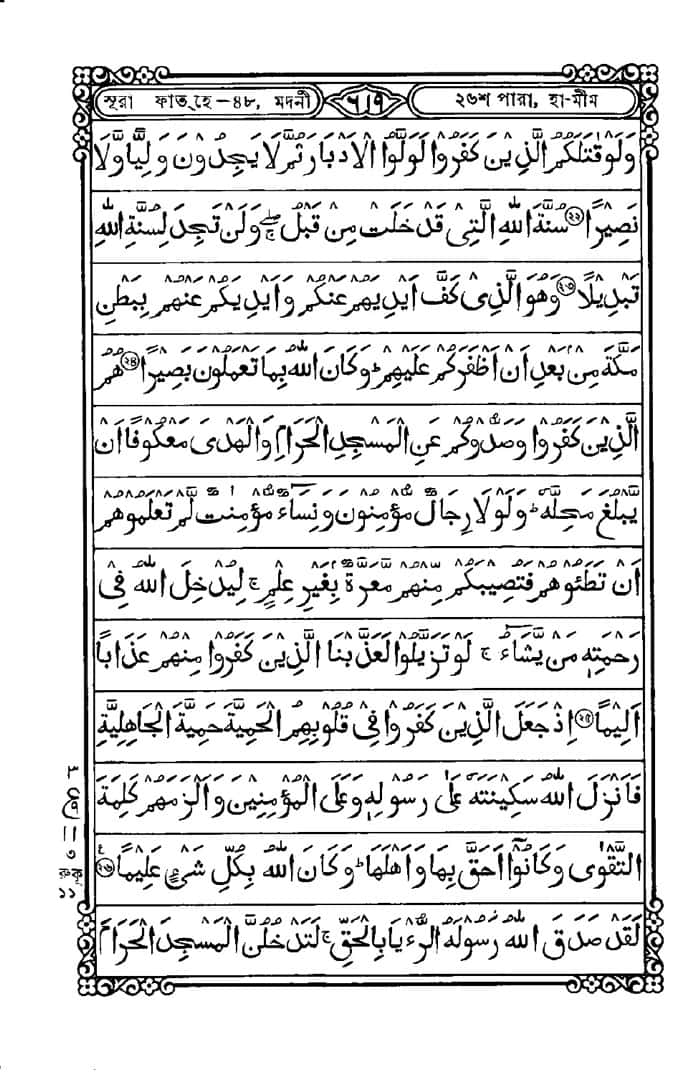 সূরা ফাত্‌হে-৪৮, মদনী ৬১৭ ২৬শ পারা, হা-মীম
وَلَوْ قٰتَلَكُمُ الَّذِيْنَ كَفَرُوْا لَوَلَّوُا الْاَدْبَارَ ثُمَّ لَا يَجِدُوْنَ وَلِيًّا وَّلَا
نَصِيْرًا ﴿٢٢﴾ سُنَّةَ اللّٰهِ الَّتِىْ قَدْ خَلَتْ مِنْ قَبْلُ ۚۖ وَلَنْ تَجِدَ لِسُنَّةِ اللّٰهِ
تَبْدِيْلًا ﴿٢٣﴾ وَهُوَ الَّذِىْ كَفَّ اَيْدِيَهُمْ عَنْكُمْ وَاَيْدِيَكُمْ عَنْهُمْ بِبَطْنِ
مَكَّةَ مِنْۢ بَعْدِ اَنْ اَظْفَرَكُمْ عَلَيْهِمْ ؕ وَكَانَ اللّٰهُ بِمَا تَعْمَلُوْنَ بَصِيْرًا ﴿٢٤﴾ هُمُ
الَّذِيْنَ كَفَرُوْا وَصَدُّوْكُمْ عَنِ الْمَسْجِدِ الْحَرَامِ وَالْهَدْىَ مَعْكُوْفًا اَنْ
يَّبْلُغَ مَحِلَّهٗ ؕ وَلَوْلَا رِجَالٌ مُّؤْمِنُوْنَ وَنِسَآءٌ مُّؤْمِنٰتٌ لَّمْ تَعْلَمُوْهُمْ
اَنْ تَطَئُوْهُمْ فَتُصِيْبَكُمْ مِّنْهُمْ مَّعَرَّةٌۢ بِغَيْرِ عِلْمٍ ۚ لِيُدْخِلَ اللّٰهُ فِىْ
رَحْمَتِهٖ مَنْ يَّشَآءُ ۚ لَوْ تَزَيَّلُوْا لَعَذَّبْنَا الَّذِيْنَ كَفَرُوْا مِنْهُمْ عَذَابًا
اَلِيْمًا ﴿٢٥﴾ اِذْ جَعَلَ الَّذِيْنَ كَفَرُوْا فِىْ قُلُوْبِهِمُ الْحَمِيَّةَ حَمِيَّةَ الْجَاهِلِيَّةِ
فَاَنْزَلَ اللّٰهُ سَكِيْنَتَهٗ عَلٰى رَسُوْلِهٖ وَعَلَى الْمُؤْمِنِيْنَ وَاَلْزَمَهُمْ كَلِمَةَ
التَّقْوٰى وَكَانُوْۤا اَحَقَّ بِهَا وَاَهْلَهَا ؕ وَكَانَ اللّٰهُ بِكُلِّ شَىْءٍ عَلِيْمًا ﴿٢٦﴾
لَقَدْ صَدَقَ اللّٰهُ رَسُوْلَهُ الرُّءْيَا بِالْحَقِّ ۚ لَتَدْخُلُنَّ الْمَسْجِدَ الْحَرَامَ
৩
৩
রুকু
১১